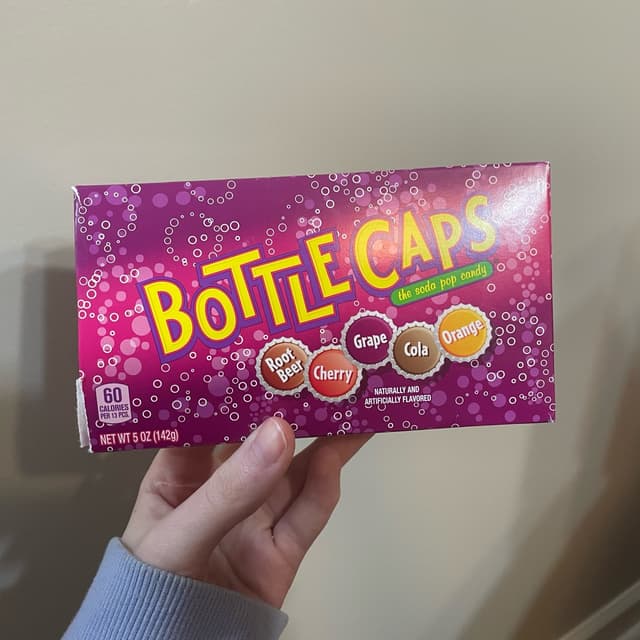 BOTTLE CAPS
the soda pop candy
Root
Beer
Cherry
Grape
Cola
Orange
NATURALLY AND
ARTIFICIALLY FLAVORED
60
CALORIES
PER 13 PCS
NET WT 5 OZ (142g)